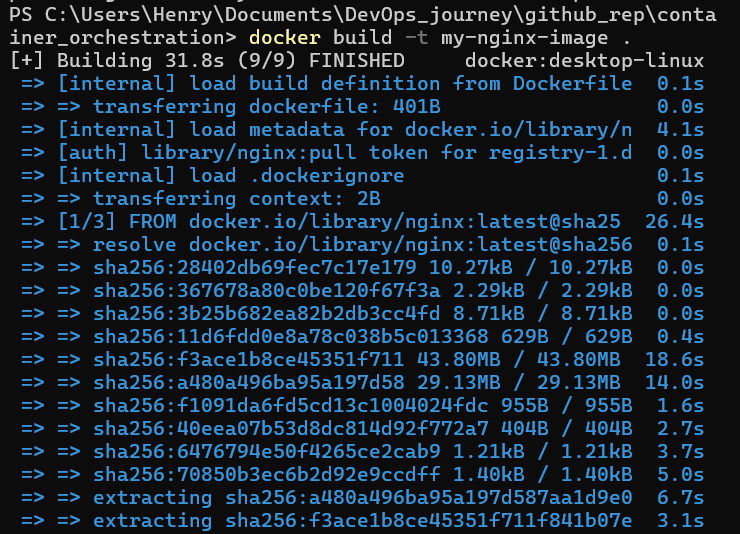 PS C:\Users\Henry\Documents\DevOps_journey\github_rep\conta
iner_orchestration> docker build -t my-nginx-image .
[+] Building 31.8s (9/9) FINISHED docker:desktop-linux
=> [internal] load build definition from Dockerfile 0.1s
=> => transferring dockerfile: 401B 0.0s
=> [internal] load metadata for docker.io/library/n 4.1s
=> [auth] library/nginx:pull token for registry-1.d 0.0s
=> [internal] load .dockerignore 0.1s
=> => transferring context: 2B 0.0s
=> [1/3] FROM docker.io/library/nginx:latest@sha25 26.4s
=> => resolve docker.io/library/nginx:latest@sha256 0.1s
=> => sha256:28402db69fec7c17e179 10.27kB / 10.27kB 0.0s
=> => sha256:367678a80c0be120f67f3a 2.29kB / 2.29kB 0.0s
=> => sha256:3b25b682ea82b2db3cc4fd 8.71kB / 8.71kB 0.0s
=> => sha256:11d6fdd0e8a78c038b5c013368 629B / 629B 0.4s
=> => sha256:f3ace1b8ce45351f711 43.80MB / 43.80MB 18.6s
=> => sha256:a480a496ba95a197d58 29.13MB / 29.13MB 14.0s
=> => sha256:f1091da6fd5cd13c1004024fdc 955B / 955B 1.6s
=> => sha256:40eea07b53d8dc814d92f772a7 404B / 404B 2.7s
=> => sha256:6476794e50f4265ce2cab9 1.21kB / 1.21kB 3.7s
=> => sha256:70850b3ec6b2d92e9ccdff 1.40kB / 1.40kB 5.0s
=> => extracting sha256:a480a496ba95a197d587aa1d9e0 6.7s
=> => extracting sha256:f3ace1b8ce45351f711f841b07e 3.1s